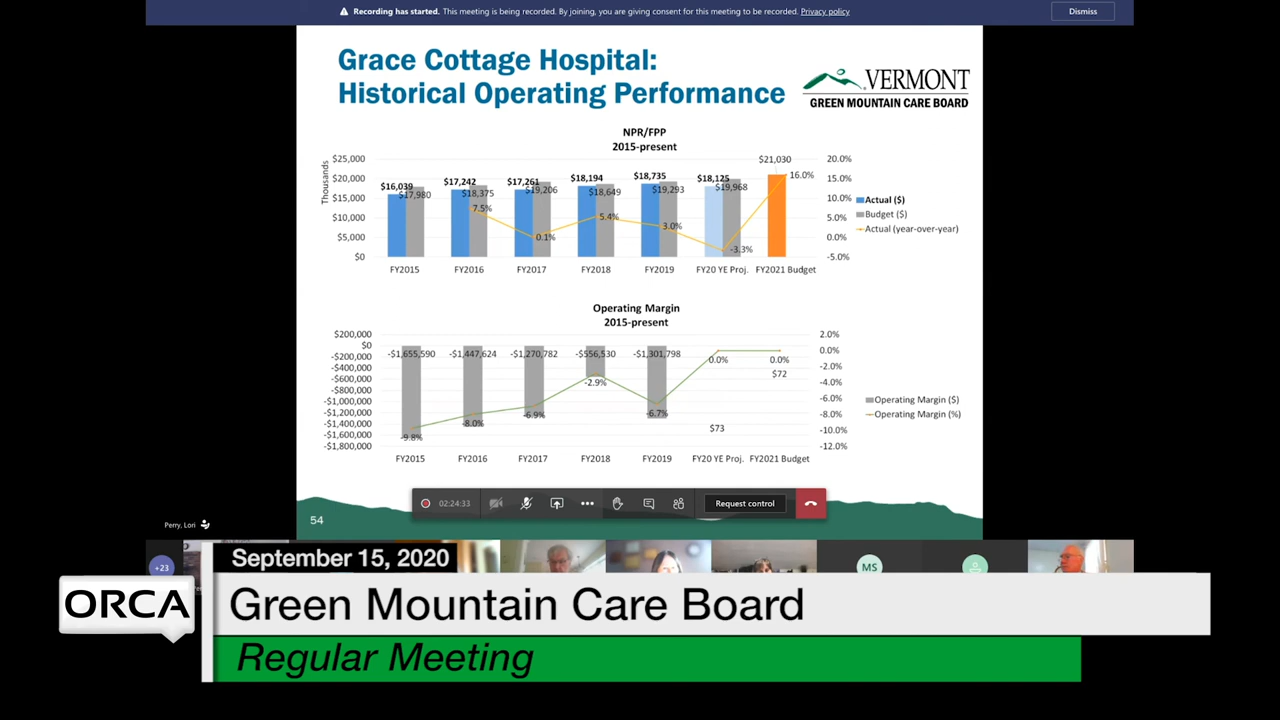 Recording has started. This meeting is being recorded. By joining, you are giving consent for this meeting to be recorded. Privacy policy
Dismiss
Grace Cottage Hospital:
Historical Operating Performance
VERMONT
GREEN MOUNTAIN CARE BOARD
NPR/FPP
2015-present
Thousands
$25,000
$20,000
$15,000
$10,000
$5,000
$0
$16,039
$17,980
$17,242
$18,375
$17,261
$19,206
$18,194
$18,649
$18,735
$19,293
$18,125
$19,968
$21,030
7.5%
0.1%
5.4%
3.0%
-3.3%
16.0%
20.0%
15.0%
10.0%
5.0%
0.0%
-5.0%
Actual ($)
Budget ($)
Actual (year-over-year)
FY2015 FY2016 FY2017 FY2018 FY2019 FY20 YE Proj. FY2021 Budget
Operating Margin
2015-present
$200,000
$0
-$200,000
-$400,000
-$600,000
-$800,000
-$1,000,000
-$1,200,000
-$1,400,000
-$1,600,000
-$1,800,000
-$1,655,590
-$1,447,624
-$1,270,782
-$556,530
-$1,301,798
-9.8%
-8.0%
-6.9%
-2.9%
-6.7%
0.0%
0.0%
$73
$72
2.0%
0.0%
-2.0%
-4.0%
-6.0%
-8.0%
-10.0%
-12.0%
Operating Margin ($)
Operating Margin (%)
FY2015 FY2016 FY2017 FY2018 FY2019 FY20 YE Proj. FY2021 Budget
02:24:33
Request control
54
Perry, Lori
+23
MS
September 15, 2020
ORCA
Green Mountain Care Board
Regular Meeting